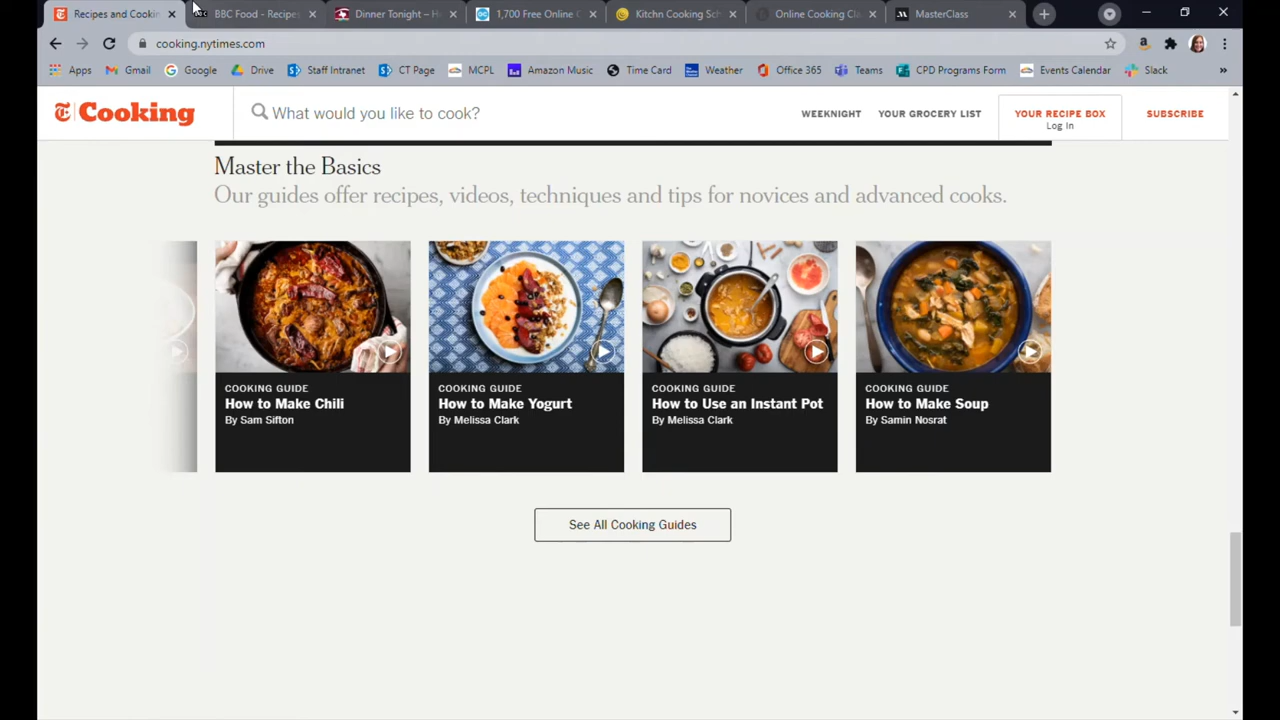 Recipes and Cookin
BBC Food - Recipes
Dinner Tonight – H
1,700 Free Online C
Kitchn Cooking Sch
Online Cooking Cla
MasterClass
cooking.nytimes.com
Apps
Gmail
Google
Drive
Staff Intranet
CT Page
MCPL
Amazon Music
Time Card
Weather
Office 365
Teams
CPD Programs Form
Events Calendar
Slack
»
Cooking
What would you like to cook?
WEEKNIGHT
YOUR GROCERY LIST
YOUR RECIPE BOX
Log In
SUBSCRIBE
Master the Basics
Our guides offer recipes, videos, techniques and tips for novices and advanced cooks.
COOKING GUIDE
How to Make Chili
By Sam Sifton
COOKING GUIDE
How to Make Yogurt
By Melissa Clark
COOKING GUIDE
How to Use an Instant Pot
By Melissa Clark
COOKING GUIDE
How to Make Soup
By Samin Nosrat
See All Cooking Guides